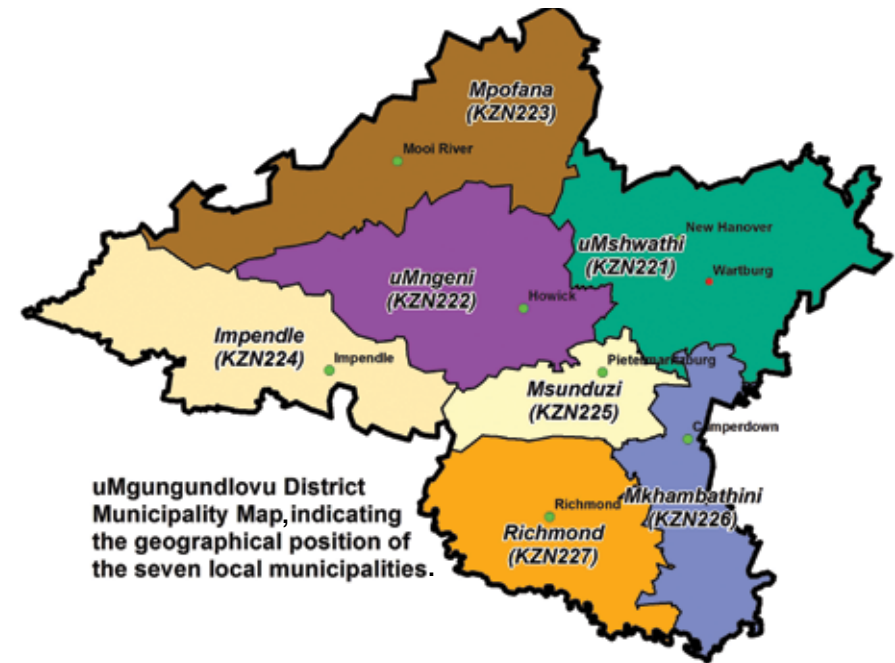 Mpofana
(KZN223)
Mooi River
New Hanover
uMshwathi
(KZN221)
Wartburg
uMngeni
(KZN222)
Howick
Impendle
(KZN224)
Impendle
Pietermaritzburg
Msunduzi
(KZN225)
Camperdown
uMgungundlovu District
Municipality Map, indicating
the geographical position of
the seven local municipalities.
Mkhambathini
(KZN226)
Richmond
Richmond
(KZN227)